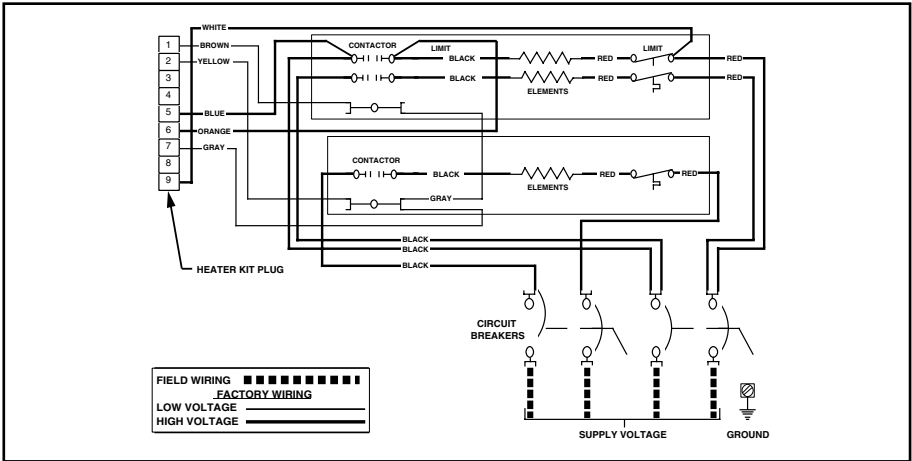 WHITE
1
BROWN
CONTACTOR
LIMIT
LIMIT
2
YELLOW
BLACK
RED
RED
3
BLACK
RED
RED
4
ELEMENTS
5
BLUE
6
ORANGE
7
GRAY
8
CONTACTOR
9
BLACK
RED
RED
ELEMENTS
GRAY
BLACK
BLACK
BLACK
HEATER KIT PLUG
CIRCUIT
BREAKERS
FIELD WIRING
FACTORY WIRING
LOW VOLTAGE
HIGH VOLTAGE
SUPPLY VOLTAGE
GROUND